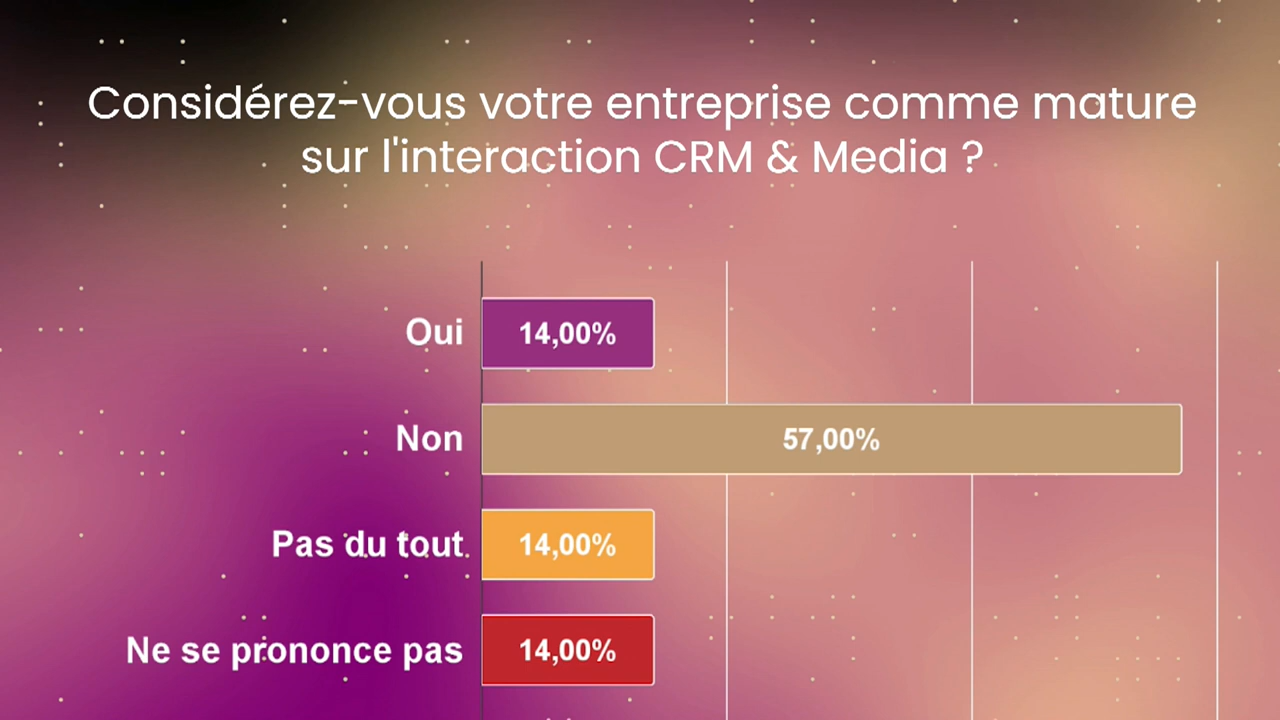 Considérez-vous votre entreprise comme mature
sur l'interaction CRM & Media ?
Oui
14,00%
Non
57,00%
Pas du tout
14,00%
Ne se prononce pas
14,00%